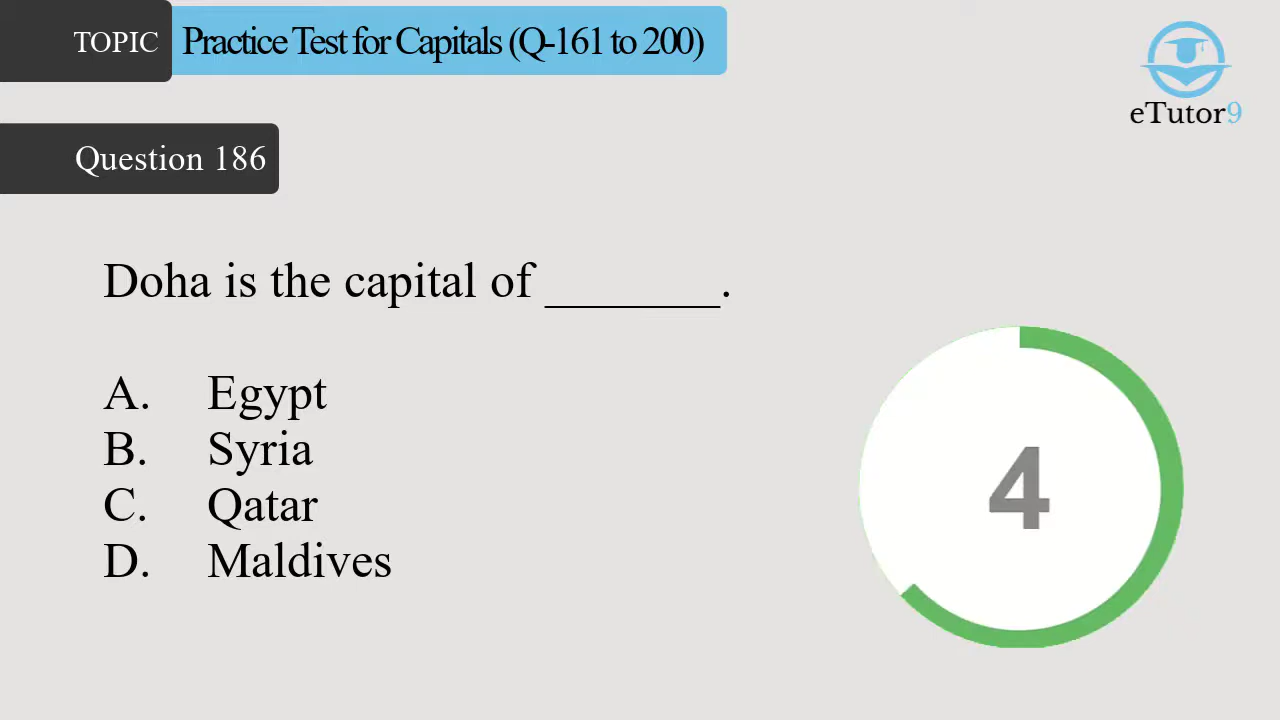 TOPIC
Practice Test for Capitals (Q-161 to 200)
eTutor9
Question 186
Doha is the capital of _______.
A. Egypt
B. Syria
C. Qatar
D. Maldives
4